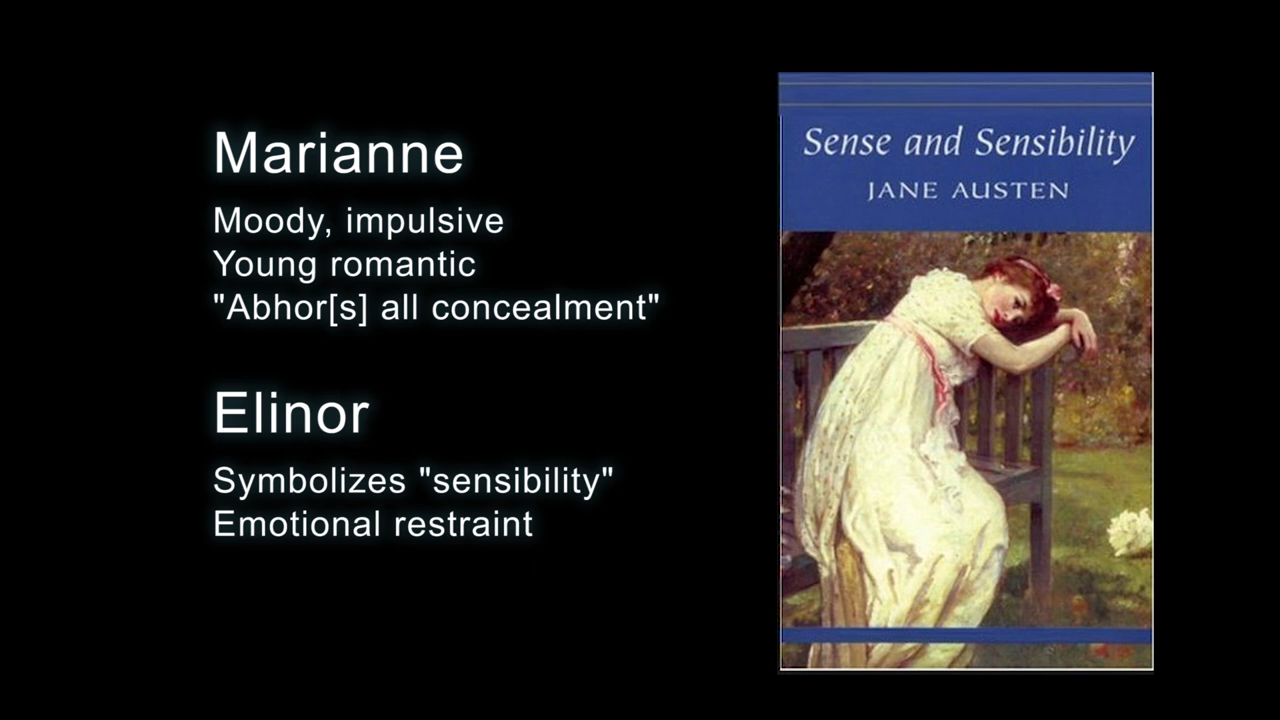 Marianne
Moody, impulsive
Young romantic
"Abhor[s] all concealment"
Elinor
Symbolizes "sensibility"
Emotional restraint
Sense and Sensibility
JANE AUSTEN